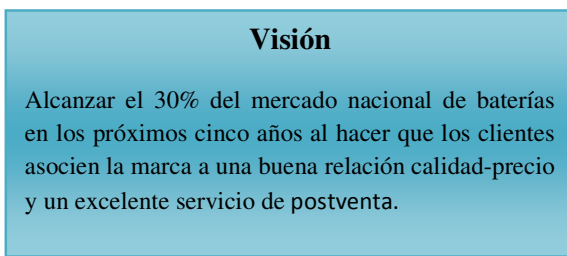 Visión
Alcanzar el 30% del mercado nacional de baterías
en los próximos cinco años al hacer que los clientes
asocien la marca a una buena relación calidad-precio
y un excelente servicio de postventa.